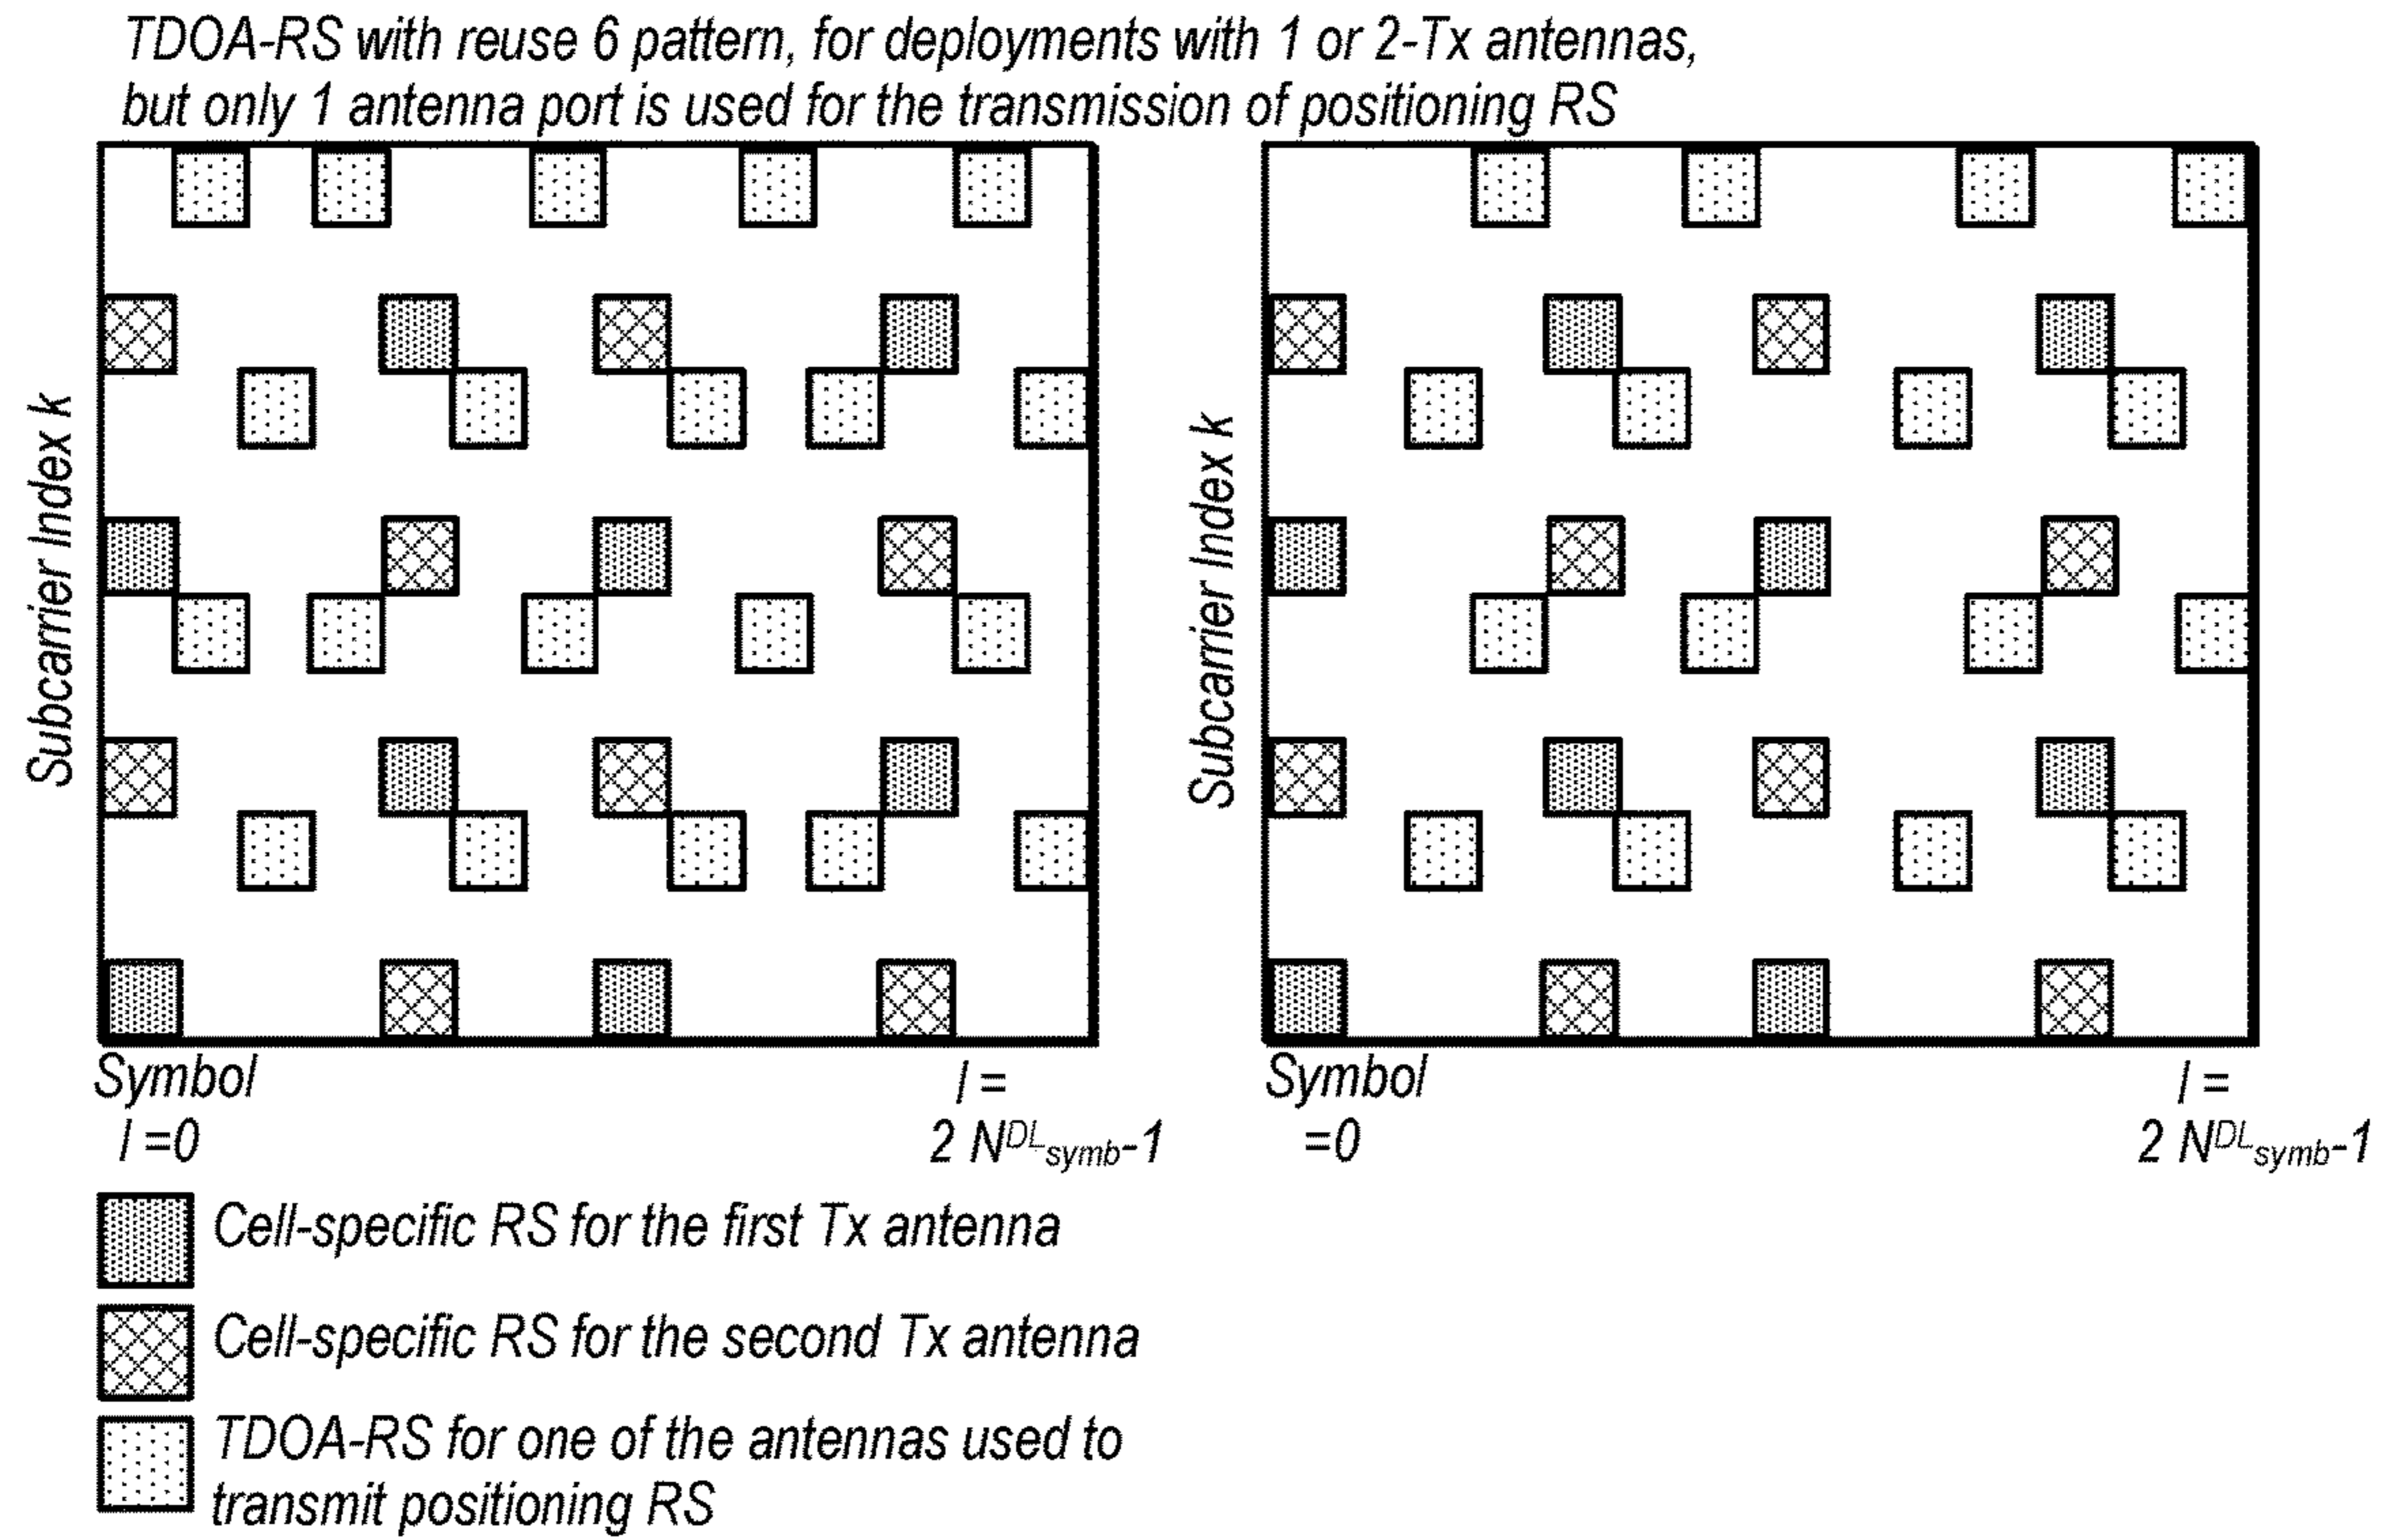 TDOA-RS with reuse 6 pattern, for deployments with 1 or 2-Tx antennas,
but only 1 antenna port is used for the transmission of positioning RS
Subcarrier Index k
Subcarrier Index k
Symbol
l =0
l =
2 N^DL_symb-1
Symbol
=0
l =
2 N^DL_symb-1
Cell-specific RS for the first Tx antenna
Cell-specific RS for the second Tx antenna
TDOA-RS for one of the antennas used to
transmit positioning RS